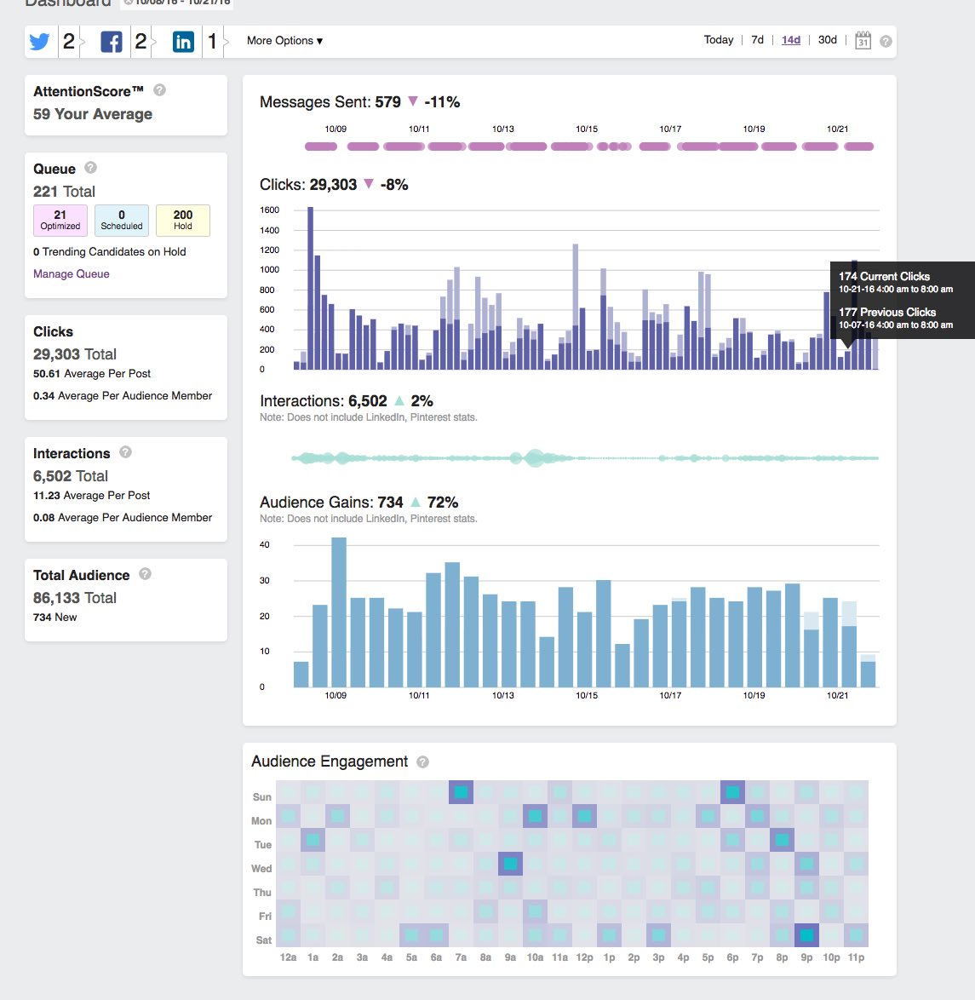 Dashboard 10/08/16 - 10/21/16
2 2 in 1 More Options ▾ Today | 7d | 14d | 30d | 31 ?
AttentionScore™ ?
59 Your Average
Queue ?
221 Total
21 0 200
Optimized Scheduled Hold
0 Trending Candidates on Hold
Manage Queue
Clicks
29,303 Total
50.61 Average Per Post
0.34 Average Per Audience Member
Interactions ?
6,502 Total
11.23 Average Per Post
0.08 Average Per Audience Member
Total Audience ?
86,133 Total
734 New
Messages Sent: 579 ▼ -11%
10/09 10/11 10/13 10/15 10/17 10/19 10/21
Clicks: 29,303 ▼ -8%
1600
1400
1200
1000
800
600
400
200
0
174 Current Clicks
10-21-16 4:00 am to 8:00 am
177 Previous Clicks
10-07-16 4:00 am to 8:00 am
Interactions: 6,502 ▲ 2%
Note: Does not include LinkedIn, Pinterest stats.
Audience Gains: 734 ▲ 72%
Note: Does not include LinkedIn, Pinterest stats.
40
30
20
10
0
10/09 10/11 10/13 10/15 10/17 10/19 10/21
Audience Engagement ?
Sun
Mon
Tue
Wed
Thu
Fri
Sat
12a 1a 2a 3a 4a 5a 6a 7a 8a 9a 10a 11a 12p 1p 2p 3p 4p 5p 6p 7p 8p 9p 10p 11p